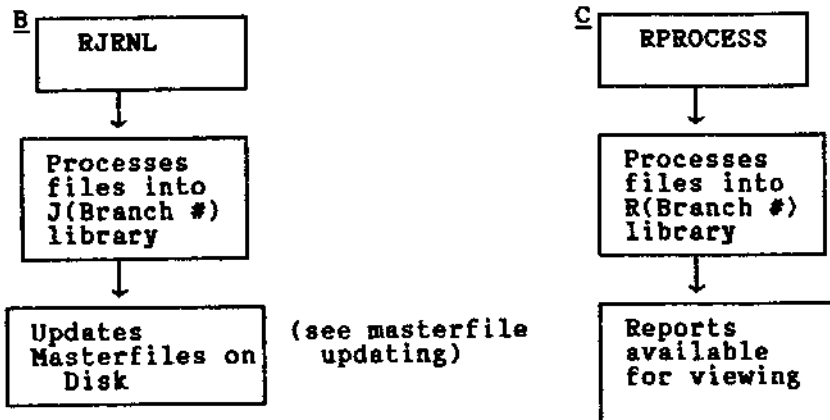 B
RJRNL
Processes
files into
J(Branch #)
library
Updates
Masterfiles on
Disk
(see masterfile
updating)
C
RPROCESS
Processes
files into
R(Branch #)
library
Reports
available
for viewing